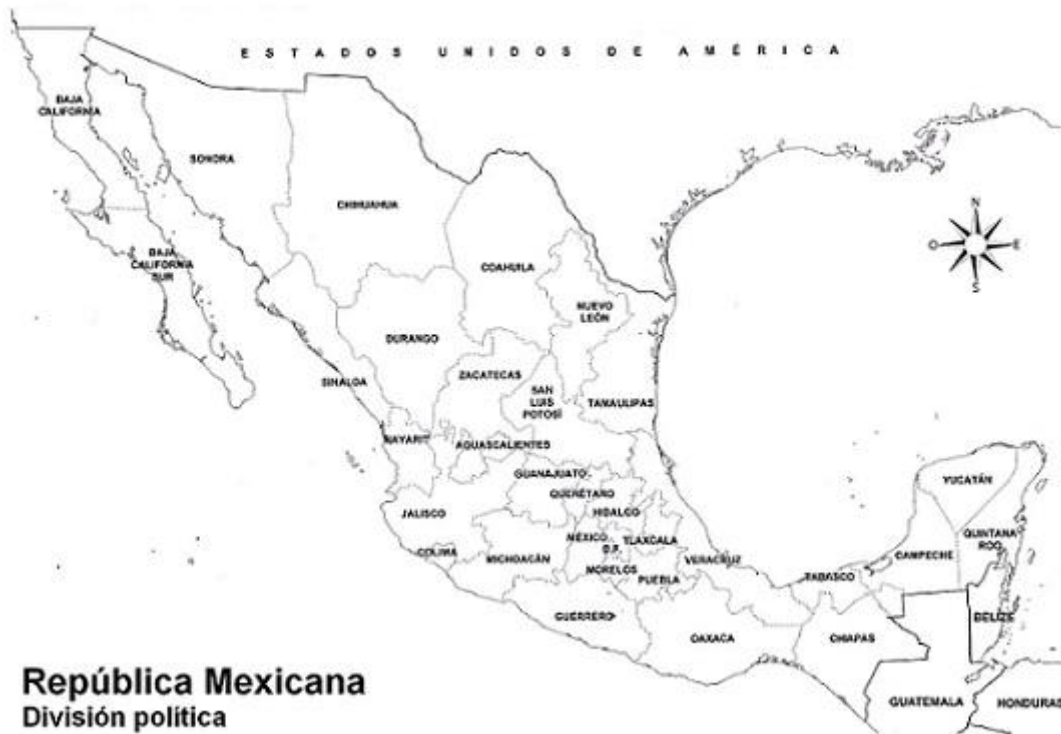 ESTADOS UNIDOS DE AMÉRICA
BAJA
CALIFORNIA
SONORA
CHIHUAHUA
N
O
E
S
BAJA
CALIFORNIA
SUR
COAHUILA
NUEVO
LEÓN
DURANGO
ZACATECAS
SINALOA
SAN
LUIS
POTOSÍ
TAMAULIPAS
NAYARIT
AGUASCALIENTES
GUANAJUATO
YUCATÁN
QUERÉTARO
HIDALGO
JALISCO
MÉXICO
D.F.
TLAXCALA
QUINTANA
ROO
COLIMA
MICHOACÁN
VERACRUZ
CAMPECHE
MORELOS
PUEBLA
TABASCO
GUERRERO
BELIZE
OAXACA
CHIAPAS
República Mexicana
División política
GUATEMALA
HONDURAS